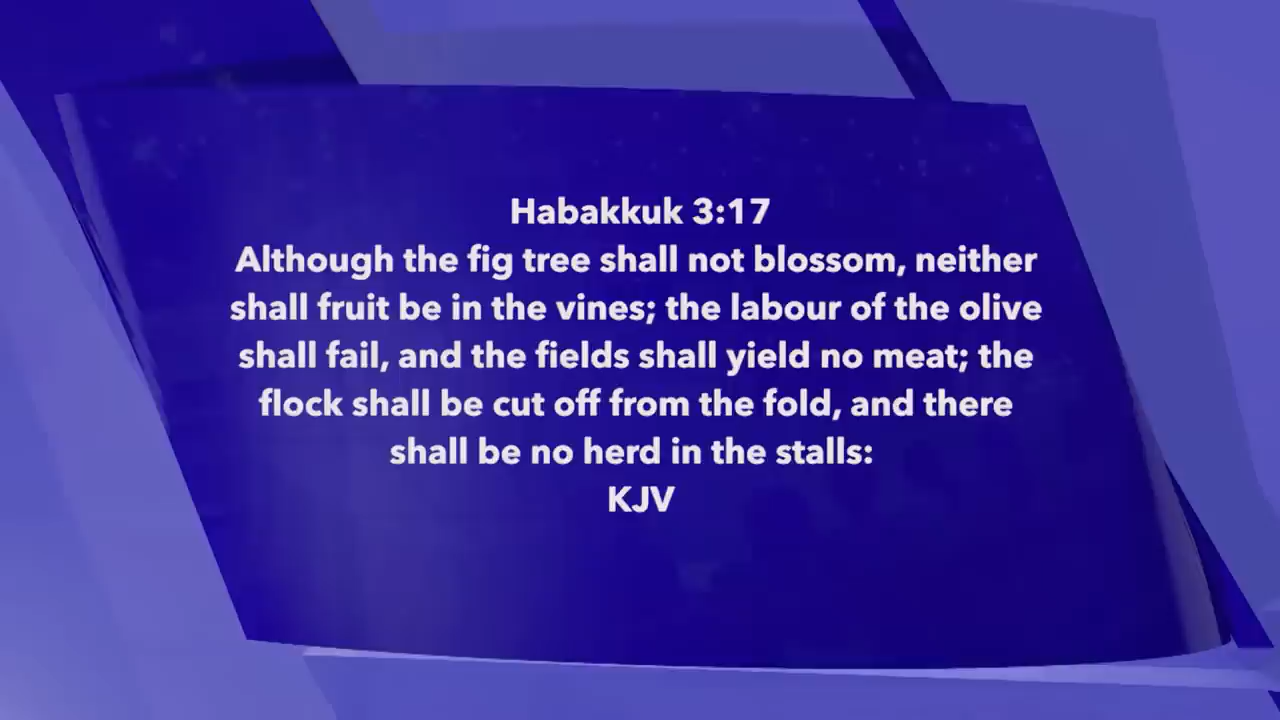 Habakkuk 3:17
Although the fig tree shall not blossom, neither
shall fruit be in the vines; the labour of the olive
shall fail, and the fields shall yield no meat; the
flock shall be cut off from the fold, and there
shall be no herd in the stalls:
KJV